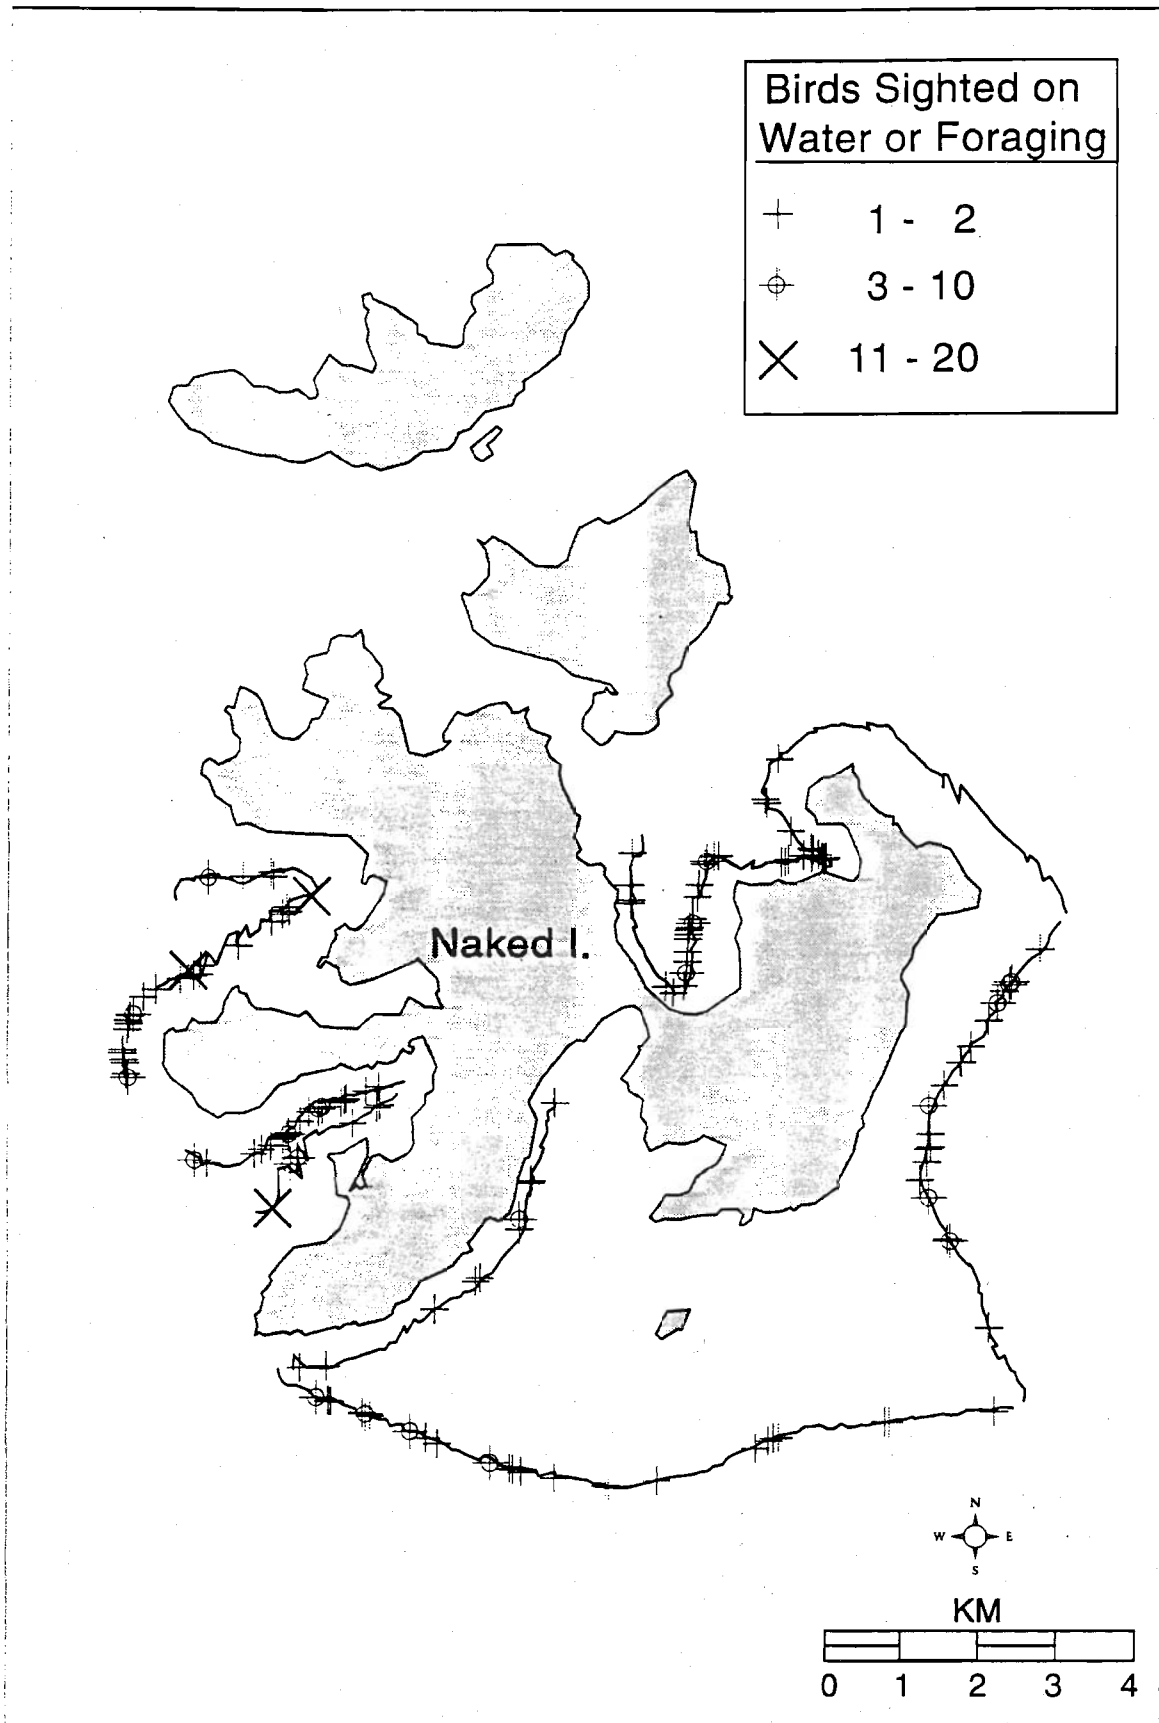 Birds Sighted on
Water or Foraging
1 - 2
3 - 10
11 - 20
Naked I.
N
W E
S
KM
0 1 2 3 4